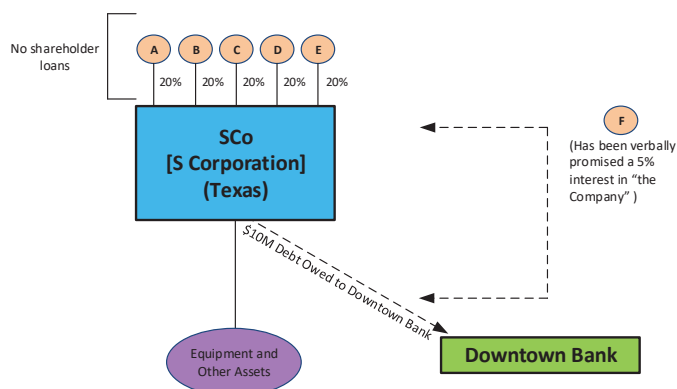 No shareholder
loans
A B C D E
20% 20% 20% 20% 20%
SCo
[S Corporation]
(Texas)
F
(Has been verbally
promised a 5%
interest in “the
Company” )
$10M Debt Owed to Downtown Bank
Equipment and
Other Assets
Downtown Bank